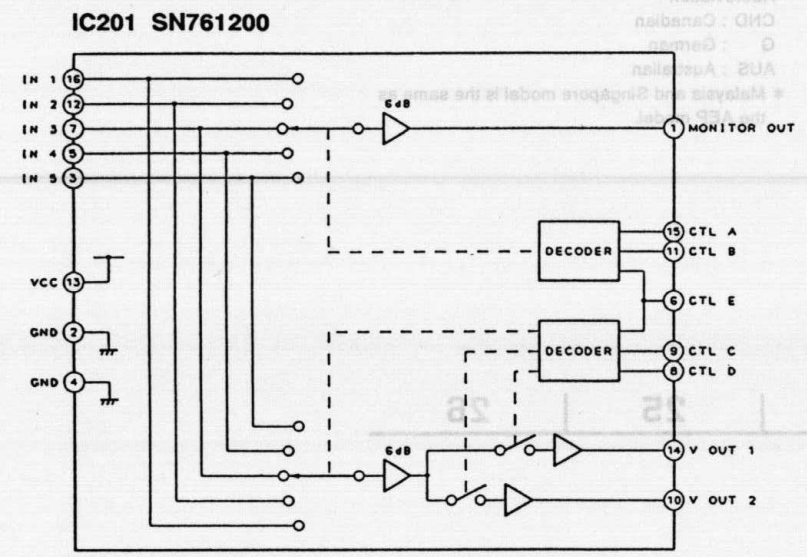 IC201 SN761200
IN 1 16
IN 2 12
IN 3 7
IN 4 5
IN 5 3
6dB
1 MONITOR OUT
15 CTL A
11 CTL B
DECODER
VCC 13
6 CTL E
GND 2
DECODER
9 CTL C
8 CTL D
GND 4
6dB
14 V OUT 1
10 V OUT 2
CND : Canadian
G : German
AUS : Australian
* Malaysia and Singapore model is the same as
the AEP model.
25
26